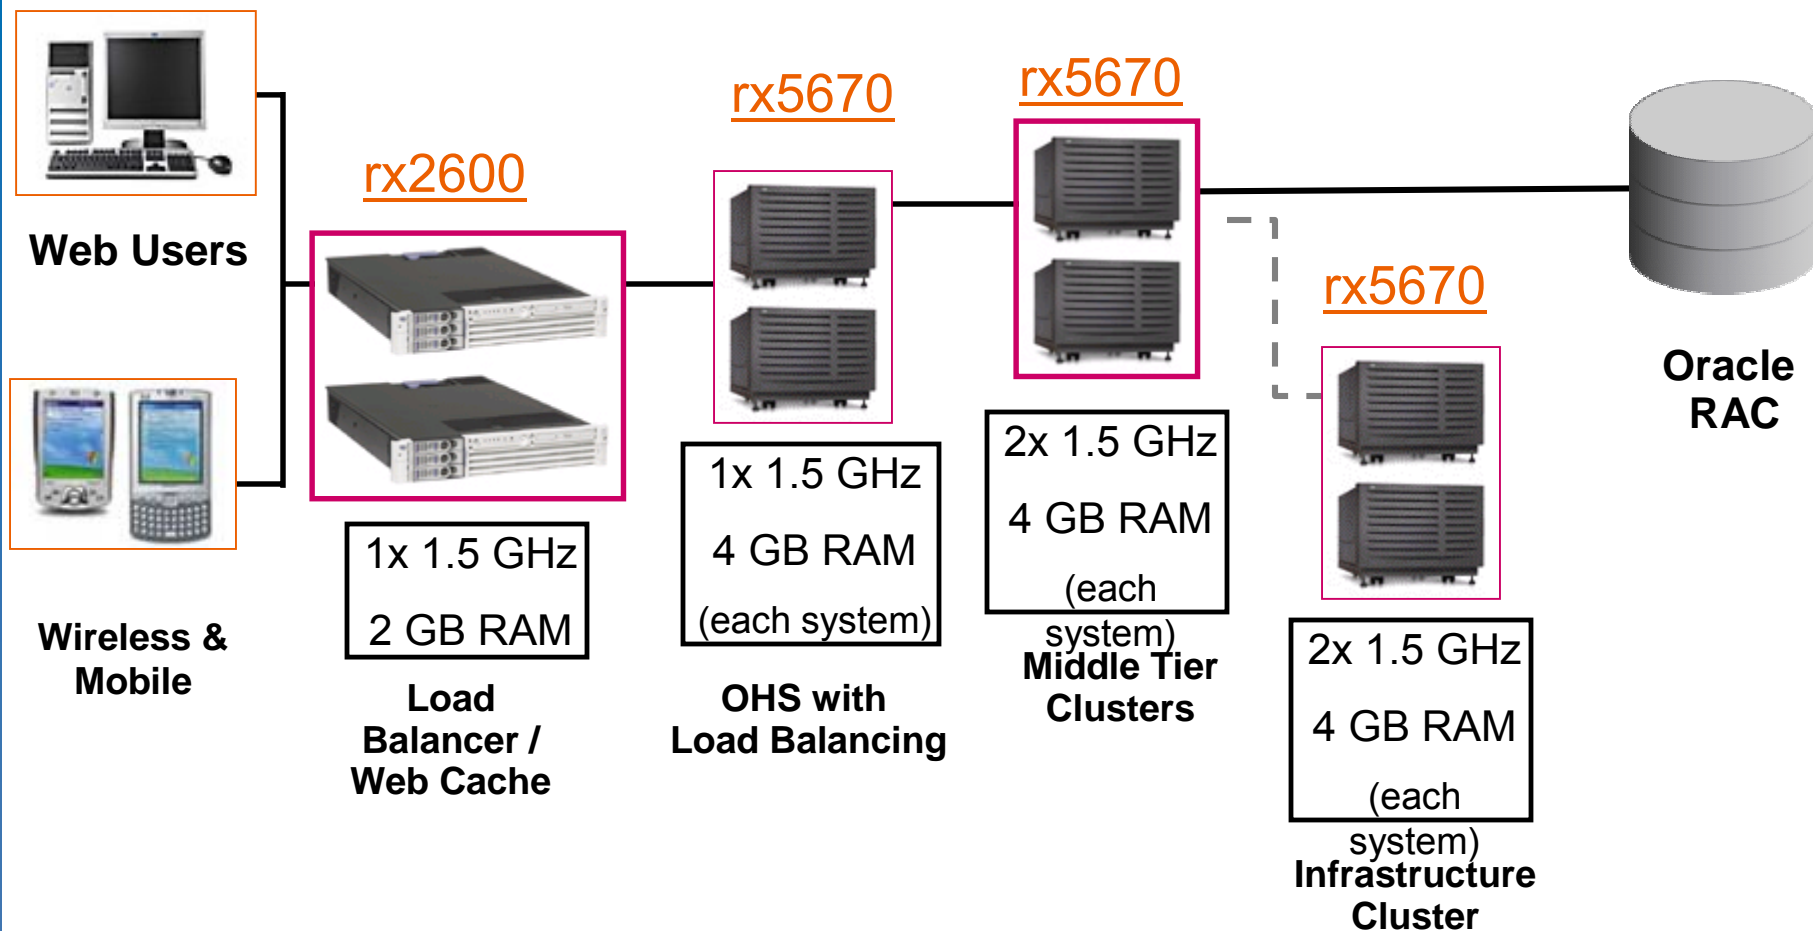 Web Users
Wireless &
Mobile
rx2600
1x 1.5 GHz
2 GB RAM
Load
Balancer /
Web Cache
rx5670
1x 1.5 GHz
4 GB RAM
(each system)
OHS with
Load Balancing
rx5670
2x 1.5 GHz
4 GB RAM
(each
system)
Middle Tier
Clusters
rx5670
2x 1.5 GHz
4 GB RAM
(each
system)
Infrastructure
Cluster
Oracle
RAC